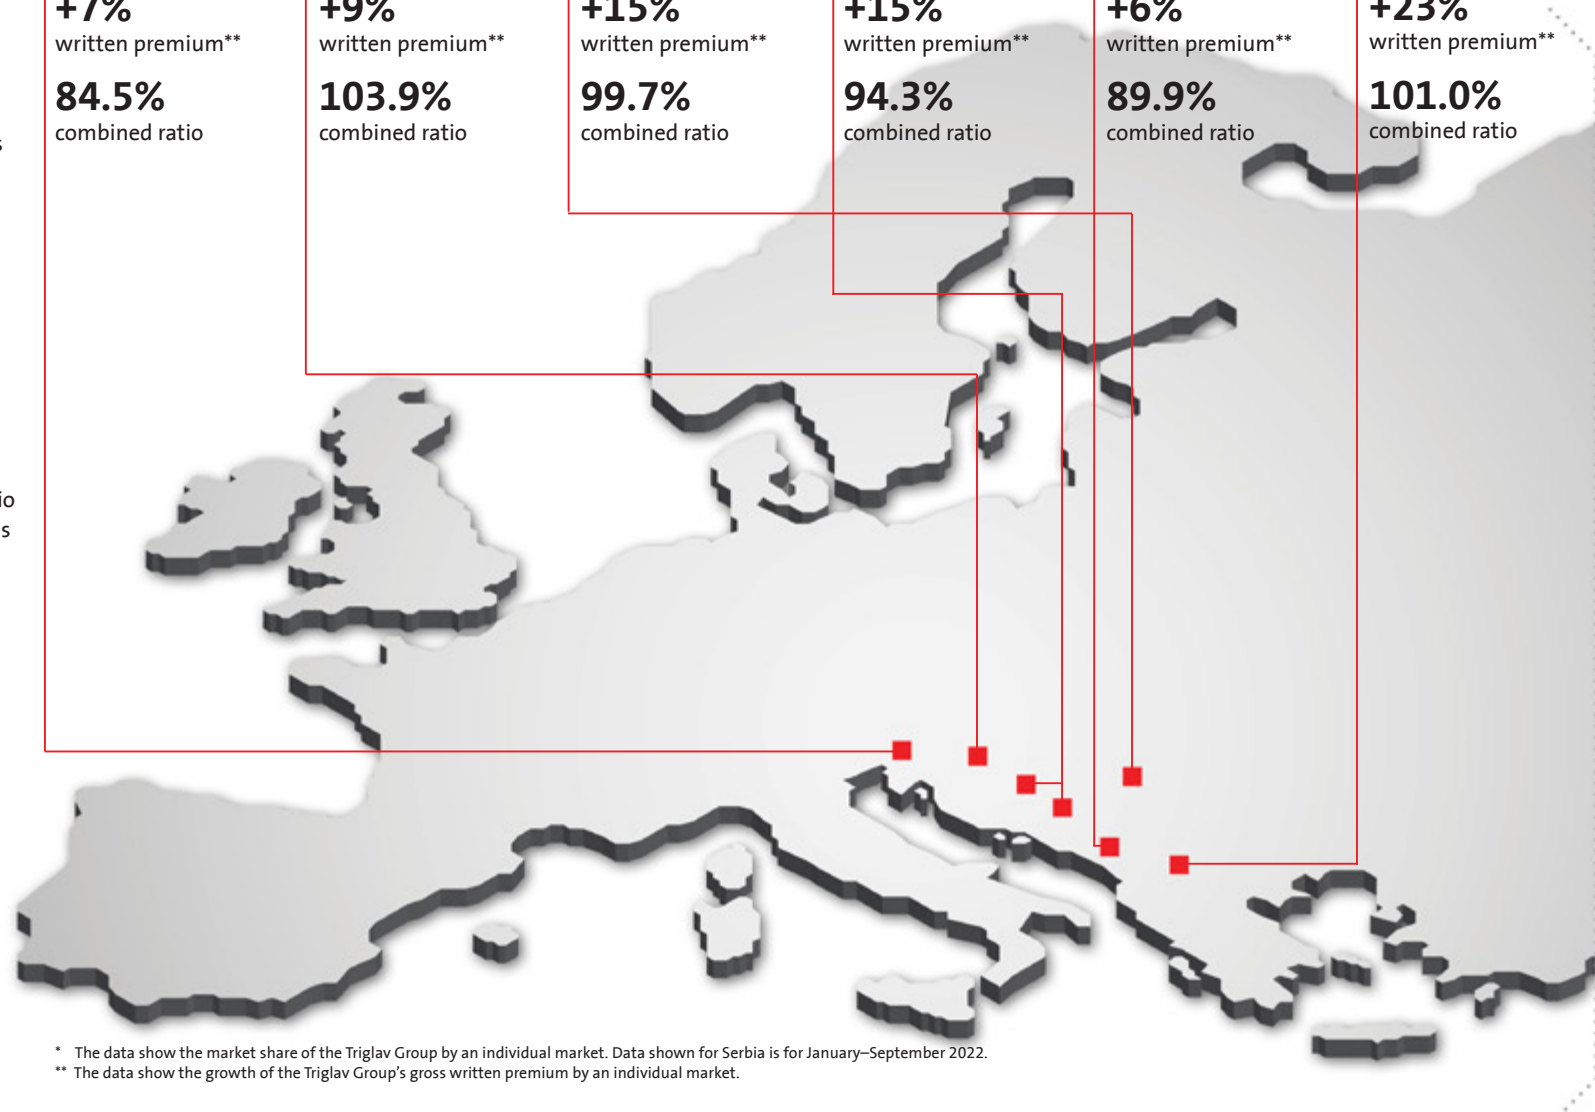 +7% +9% +15% +15% +6% +23%
written premium** written premium** written premium** written premium** written premium** written premium**
84.5% 103.9% 99.7% 94.3% 89.9% 101.0%
combined ratio combined ratio combined ratio combined ratio combined ratio combined ratio
* The data show the market share of the Triglav Group by an individual market. Data shown for Serbia is for January–September 2022.
** The data show the growth of the Triglav Group's gross written premium by an individual market.